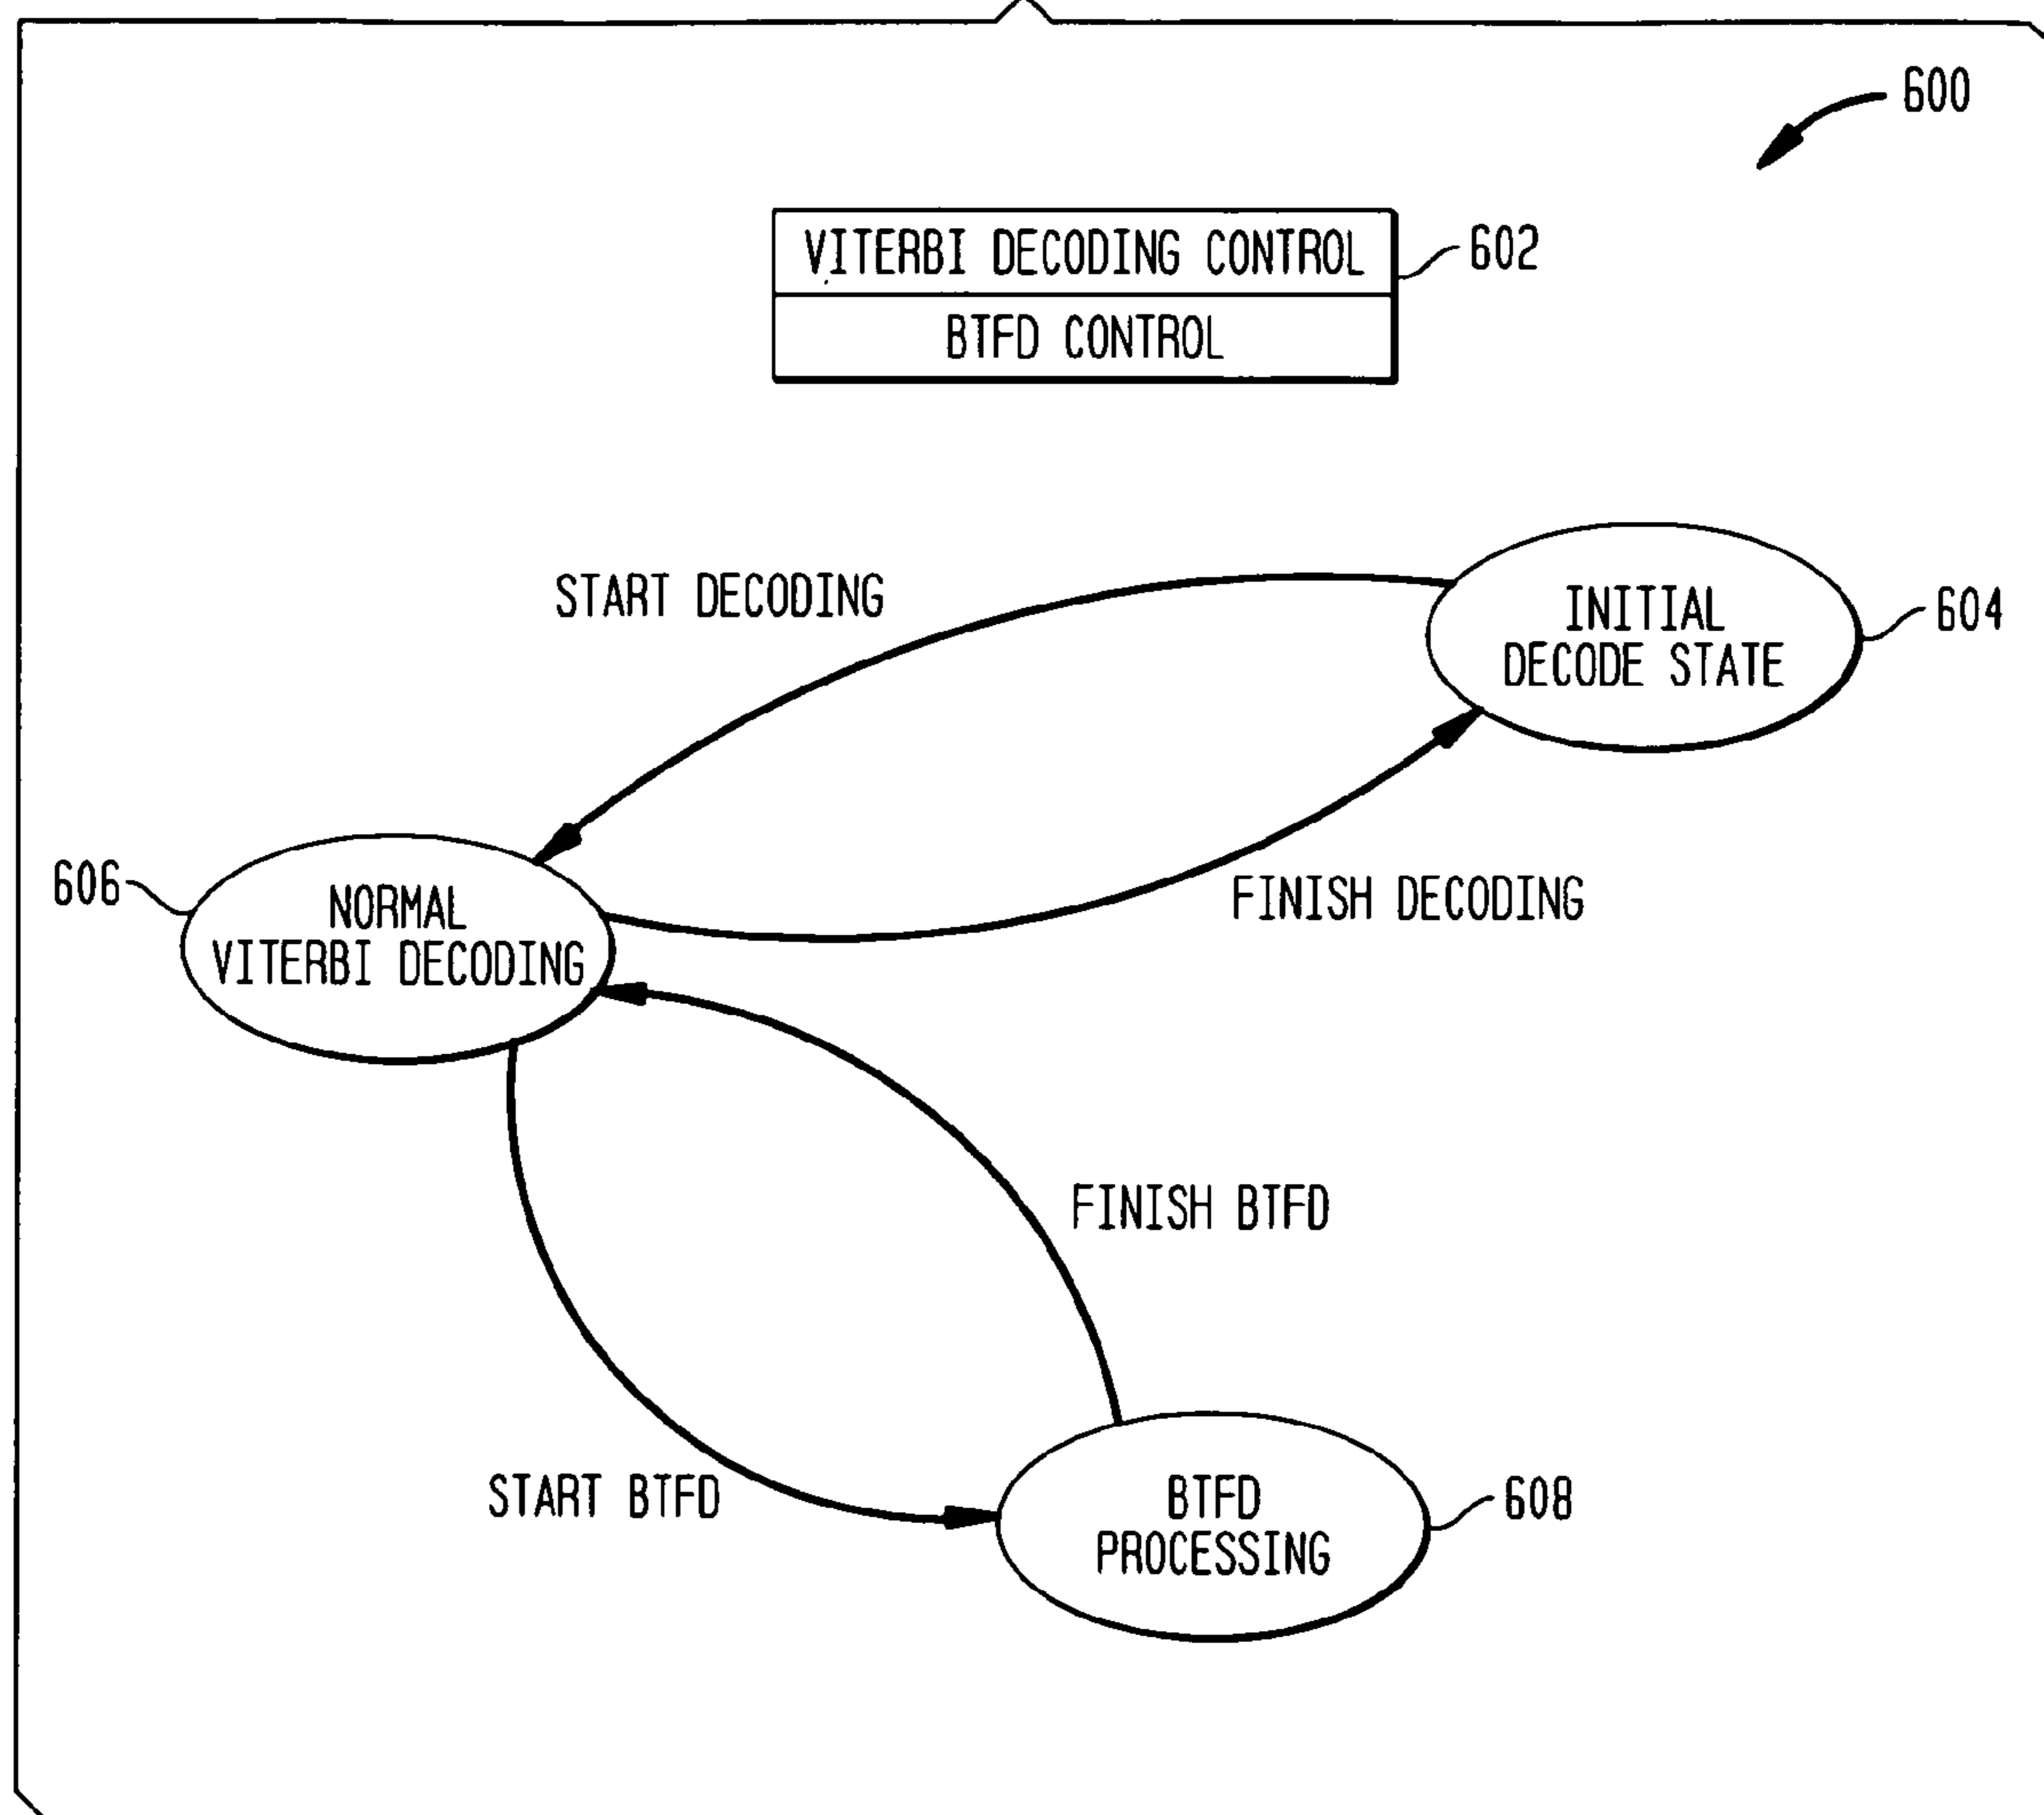 600
VITERBI DECODING CONTROL
602
BTFD CONTROL
START DECODING
INITIAL
DECODE STATE
604
606
NORMAL
VITERBI DECODING
FINISH DECODING
FINISH BTFD
START BTFD
BTFD
PROCESSING
608